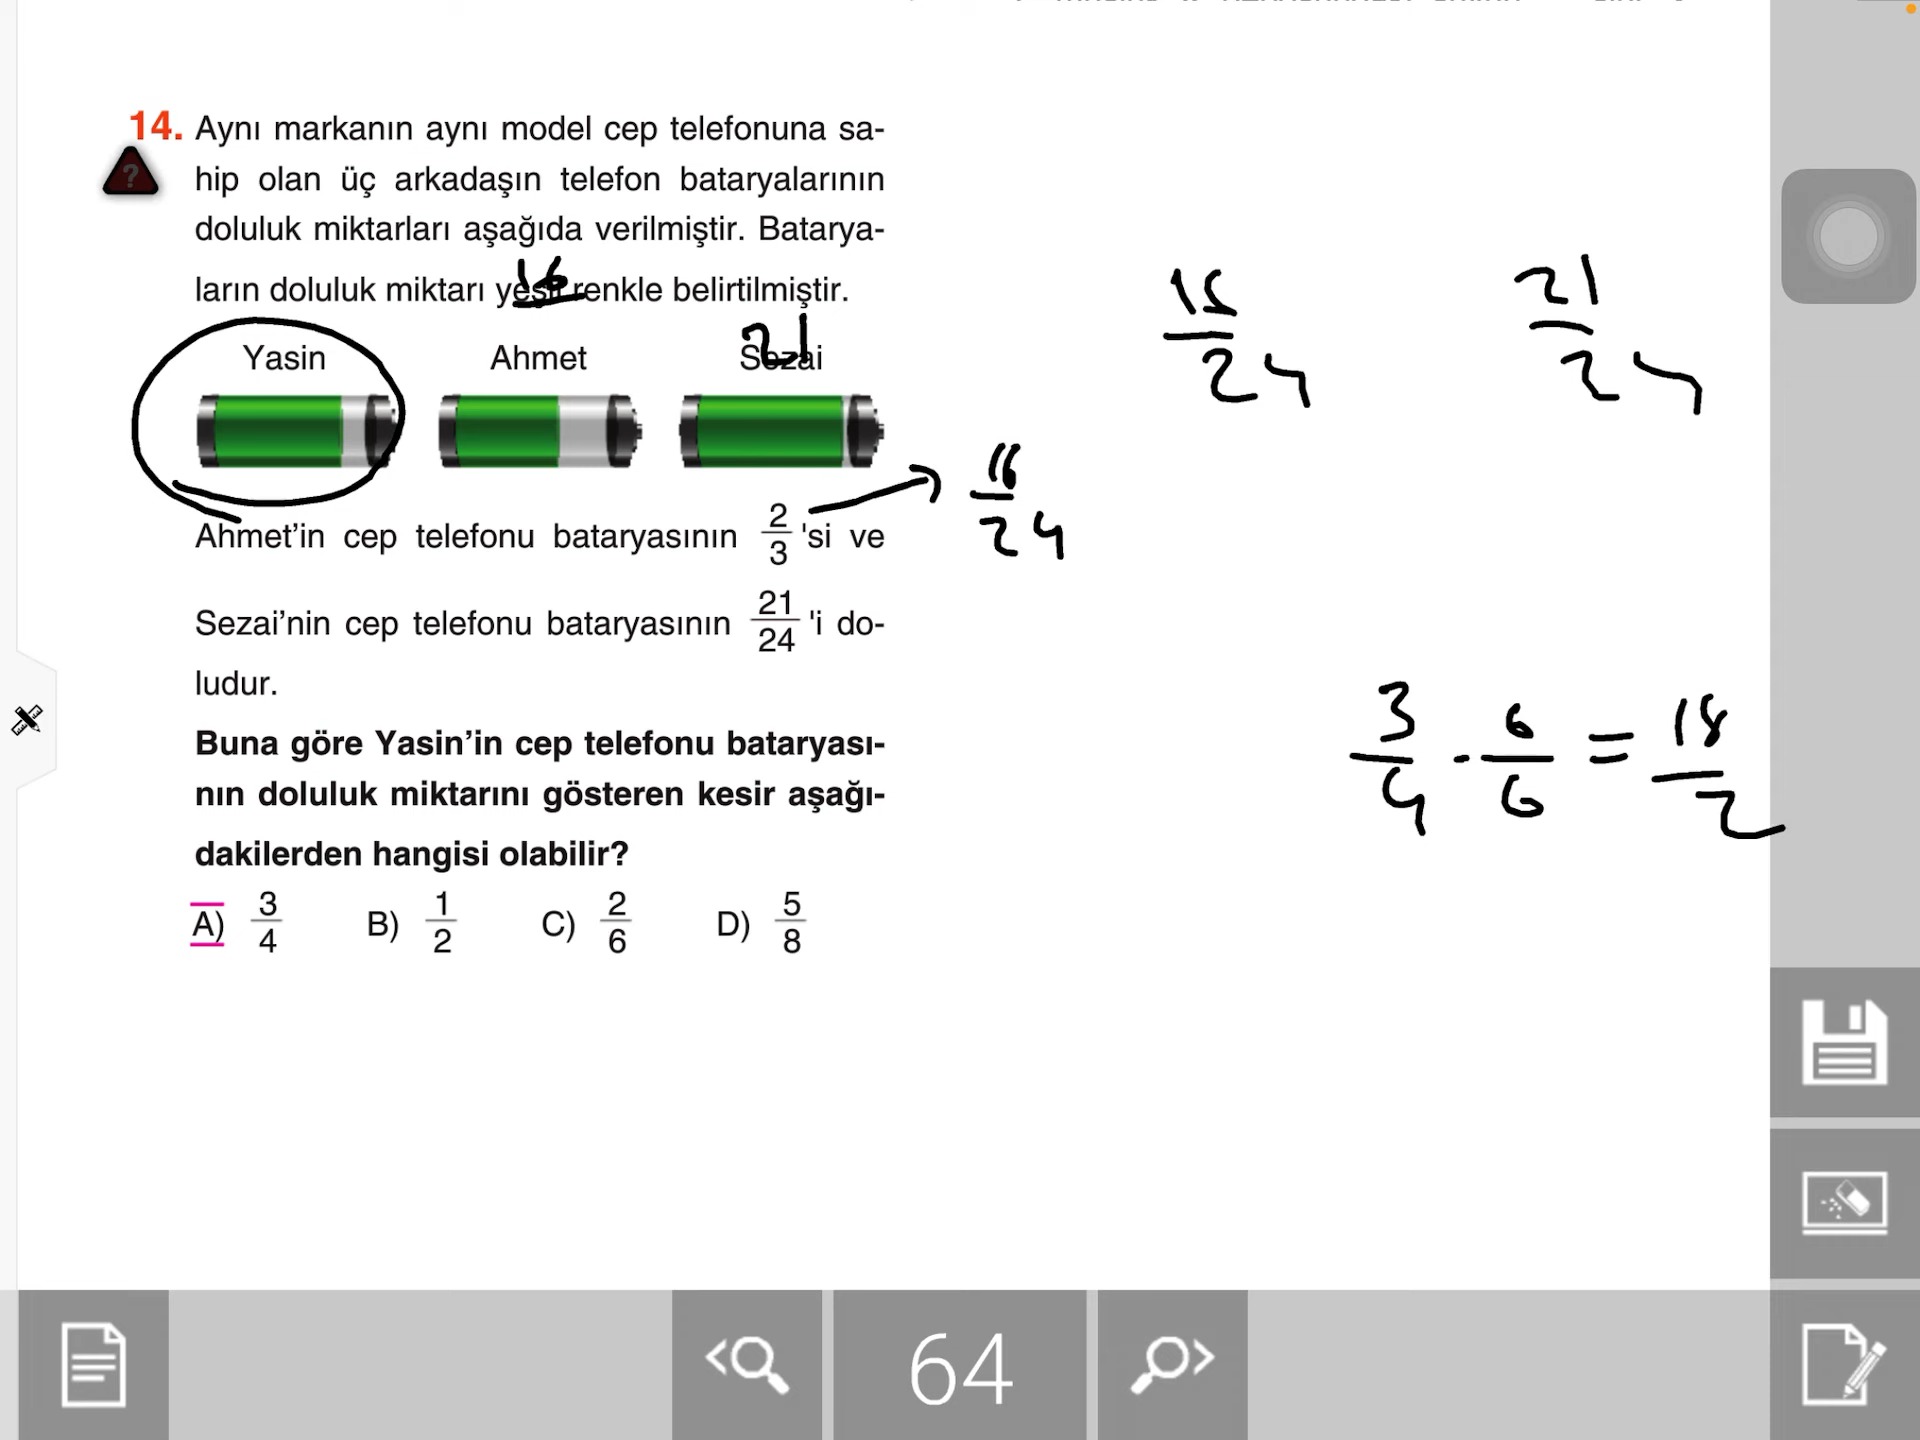 14. Aynı markanın aynı model cep telefonuna sa-
hip olan üç arkadaşın telefon bataryalarının
doluluk miktarları aşağıda verilmiştir. Batarya-
ların doluluk miktarı yeşil renkle belirtilmiştir.
16
21
Yasin Ahmet Sezai
Ahmet'in cep telefonu bataryasının 2/3 'si ve
Sezai'nin cep telefonu bataryasının 21/24 'i do-
ludur.
Buna göre Yasin'in cep telefonu bataryası-
nın doluluk miktarını gösteren kesir aşağı-
dakilerden hangisi olabilir?
A) 3/4 B) 1/2 C) 2/6 D) 5/8
16/24
15/24
21/24
3/4 · 6/6 = 18/2
64